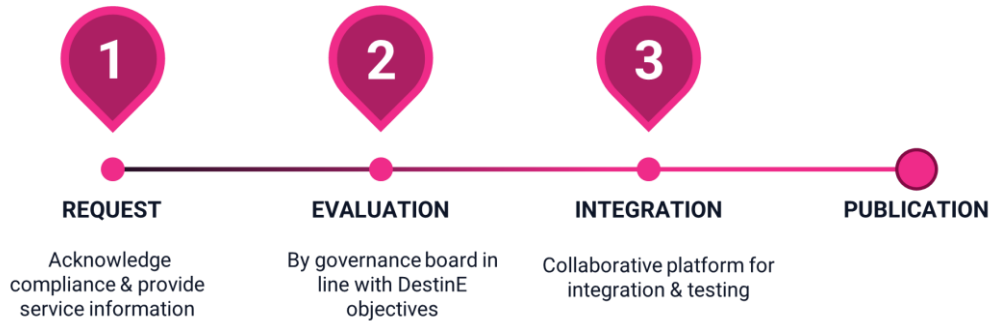 1
2
3
REQUEST
EVALUATION
INTEGRATION
PUBLICATION
Acknowledge
compliance & provide
service information
By governance board in
line with DestinE
objectives
Collaborative platform for
integration & testing